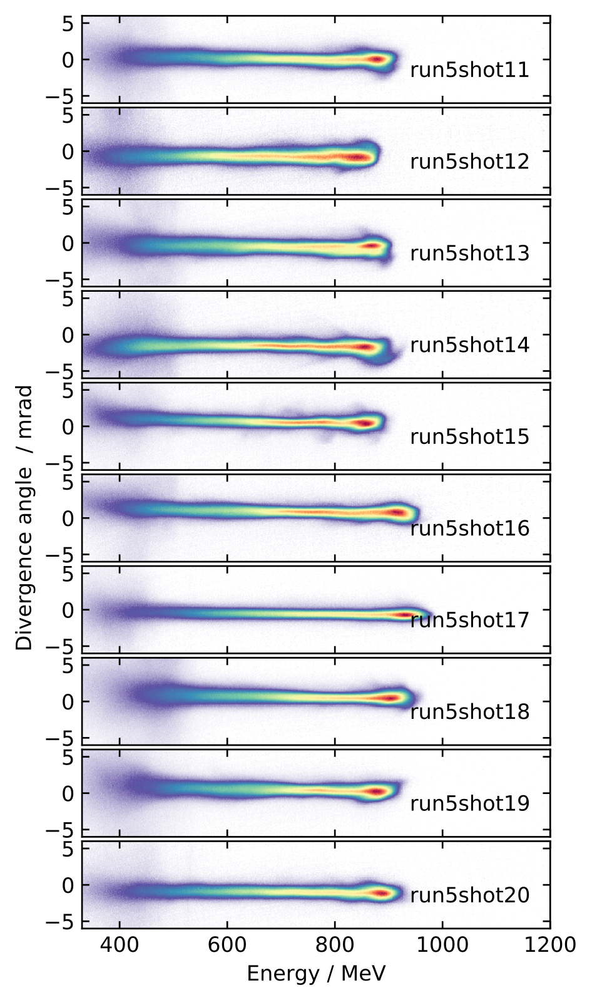 5
0
−5
run5shot11
5
0
−5
run5shot12
5
0
−5
run5shot13
5
0
−5
run5shot14
5
0
−5
run5shot15
5
0
−5
run5shot16
5
0
−5
run5shot17
5
0
−5
run5shot18
5
0
−5
run5shot19
5
0
−5
run5shot20
Divergence angle / mrad
400 600 800 1000 1200
Energy / MeV